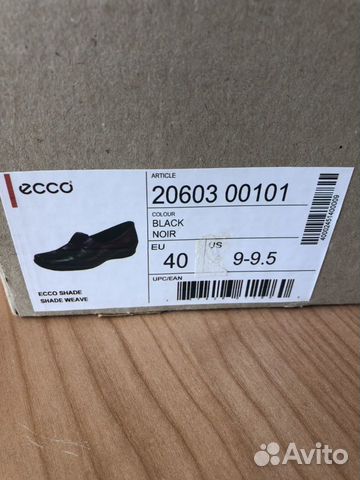 ecco
ARTICLE
20603 00101
COLOUR
BLACK
NOIR
EU
US
40
9-9.5
UPC/EAN
ECCO SHADE
SHADE WEAVE
4000245140009
Avito